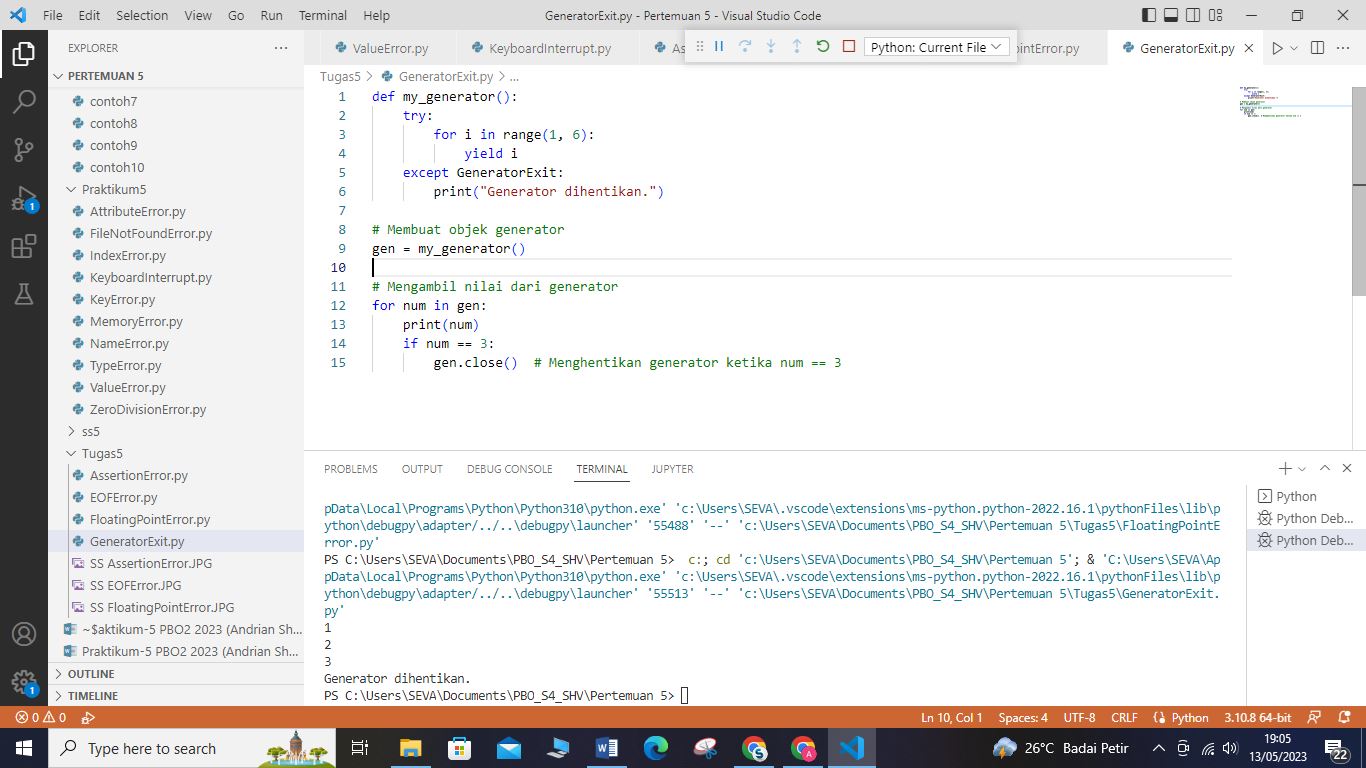 File Edit Selection View Go Run Terminal Help
GeneratorExit.py - Pertemuan 5 - Visual Studio Code
EXPLORER
PERTEMUAN 5
contoh7
contoh8
contoh9
contoh10
Praktikum5
AttributeError.py
FileNotFoundError.py
IndexError.py
KeyboardInterrupt.py
KeyError.py
MemoryError.py
NameError.py
TypeError.py
ValueError.py
ZeroDivisionError.py
ss5
Tugas5
AssertionError.py
EOFError.py
FloatingPointError.py
GeneratorExit.py
SS AssertionError.JPG
SS EOFError.JPG
SS FloatingPointError.JPG
~$aktikum-5 PBO2 2023 (Andrian Sh...
Praktikum-5 PBO2 2023 (Andrian Sh...
OUTLINE
TIMELINE
1
1
ValueError.py KeyboardInterrupt.py As Python: Current File ointError.py GeneratorExit.py
Tugas5 > GeneratorExit.py > ...
1 def my_generator():
2 try:
3 for i in range(1, 6):
4 yield i
5 except GeneratorExit:
6 print("Generator dihentikan.")
7
8 # Membuat objek generator
9 gen = my_generator()
10
11 # Mengambil nilai dari generator
12 for num in gen:
13 print(num)
14 if num == 3:
15 gen.close() # Menghentikan generator ketika num == 3
PROBLEMS OUTPUT DEBUG CONSOLE TERMINAL JUPYTER
pData\Local\Programs\Python\Python310\python.exe' 'c:\Users\SEVA\.vscode\extensions\ms-python.python-2022.16.1\pythonFiles\lib\p
ython\debugpy\adapter/../..\debugpy\launcher' '55488' '--' 'c:\Users\SEVA\Documents\PBO_S4_SHV\Pertemuan 5\Tugas5\FloatingPointE
rror.py'
PS C:\Users\SEVA\Documents\PBO_S4_SHV\Pertemuan 5> c:; cd 'c:\Users\SEVA\Documents\PBO_S4_SHV\Pertemuan 5'; & 'C:\Users\SEVA\Ap
pData\Local\Programs\Python\Python310\python.exe' 'c:\Users\SEVA\.vscode\extensions\ms-python.python-2022.16.1\pythonFiles\lib\p
ython\debugpy\adapter/../..\debugpy\launcher' '55513' '--' 'c:\Users\SEVA\Documents\PBO_S4_SHV\Pertemuan 5\Tugas5\GeneratorExit.
py'
1
2
3
Generator dihentikan.
PS C:\Users\SEVA\Documents\PBO_S4_SHV\Pertemuan 5>
Python
Python Deb...
Python Deb...
0 0
Ln 10, Col 1 Spaces: 4 UTF-8 CRLF Python 3.10.8 64-bit
Type here to search
26°C Badai Petir
19:05
13/05/2023
22